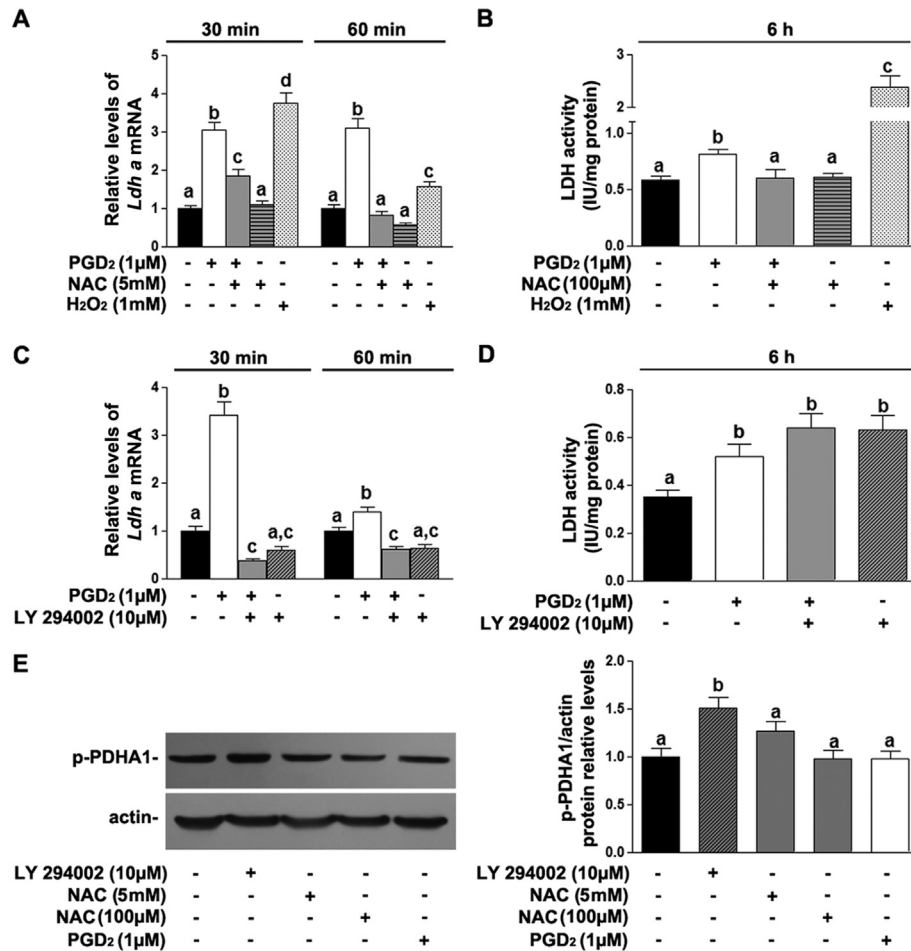 A
30 min 60 min
Relative levels of
Ldh a mRNA
5
4
3
2
1
0
a b c a d a b a a c
PGD₂ (1µM) - + + - - - + + - -
NAC (5mM) - - + + - - - + + -
H₂O₂ (1mM) - - - - + - - - - +
B
6 h
LDH activity
(IU/mg protein)
3
2
1.0
0.5
0.0
a b a a c
PGD₂ (1µM) - + + - -
NAC (100µM) - - + + -
H₂O₂ (1mM) - - - - +
C
30 min 60 min
Relative levels of
Ldh a mRNA
4
3
2
1
0
a b c a,c a b c a,c
PGD₂ (1µM) - + + - - + + -
LY 294002 (10µM) - - + + - - + +
D
6 h
LDH activity
(IU/mg protein)
0.8
0.6
0.4
0.2
0.0
a b b b
PGD₂ (1µM) - + + -
LY 294002 (10µM) - - + +
E
p-PDHA1-
actin-
LY 294002 (10µM) - + - - -
NAC (5mM) - - + - -
NAC (100µM) - - - + -
PGD₂ (1µM) - - - - +
p-PDHA1/actin
protein relative levels
2.0
1.5
1.0
0.5
0.0
a b a a a
LY 294002 (10µM) - + - - -
NAC (5mM) - - + - -
NAC (100µM) - - - + -
PGD₂ (1µM) - - - - +